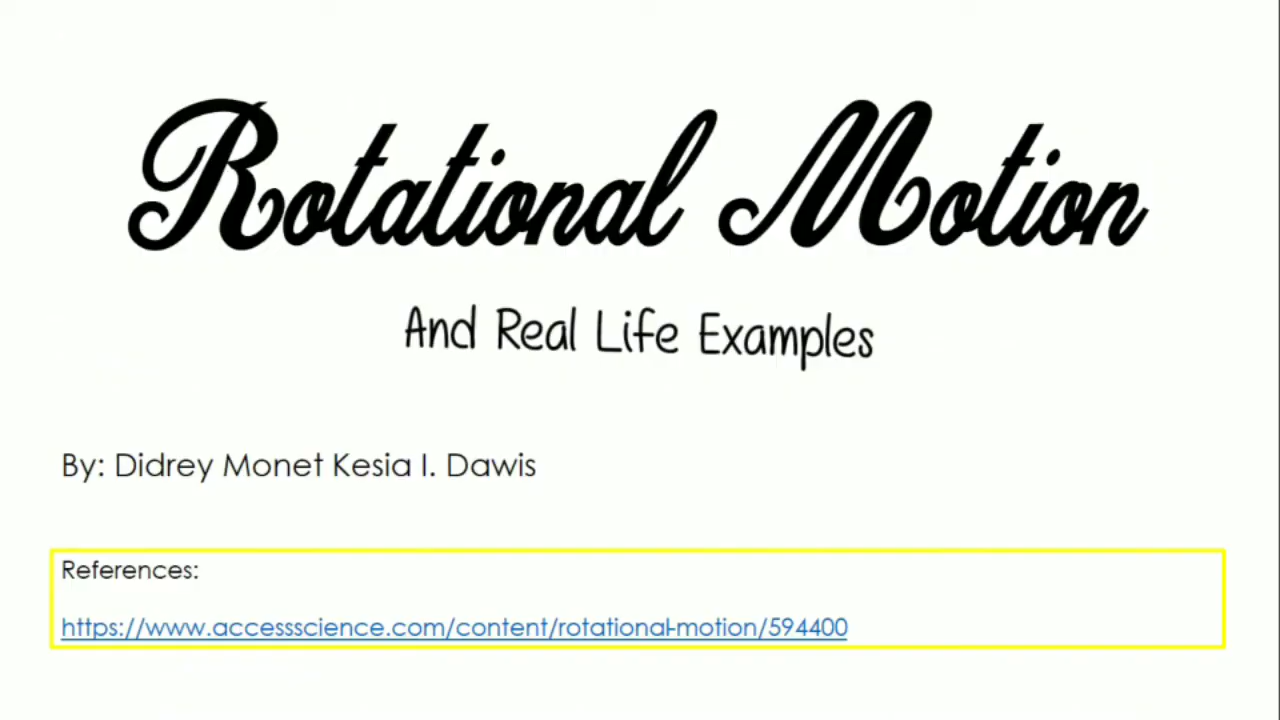 Rotational Motion
And Real Life Examples
By: Didrey Monet Kesia I. Dawis
References:
https://www.accessscience.com/content/rotational-motion/594400